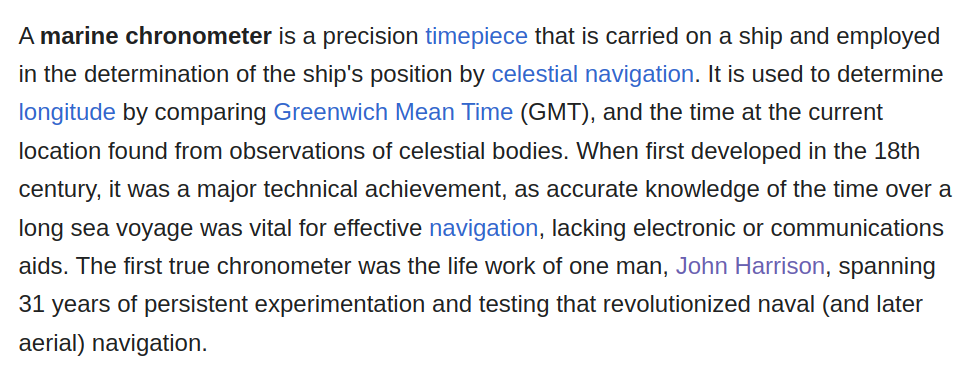 A marine chronometer is a precision timepiece that is carried on a ship and employed
in the determination of the ship's position by celestial navigation. It is used to determine
longitude by comparing Greenwich Mean Time (GMT), and the time at the current
location found from observations of celestial bodies. When first developed in the 18th
century, it was a major technical achievement, as accurate knowledge of the time over a
long sea voyage was vital for effective navigation, lacking electronic or communications
aids. The first true chronometer was the life work of one man, John Harrison, spanning
31 years of persistent experimentation and testing that revolutionized naval (and later
aerial) navigation.